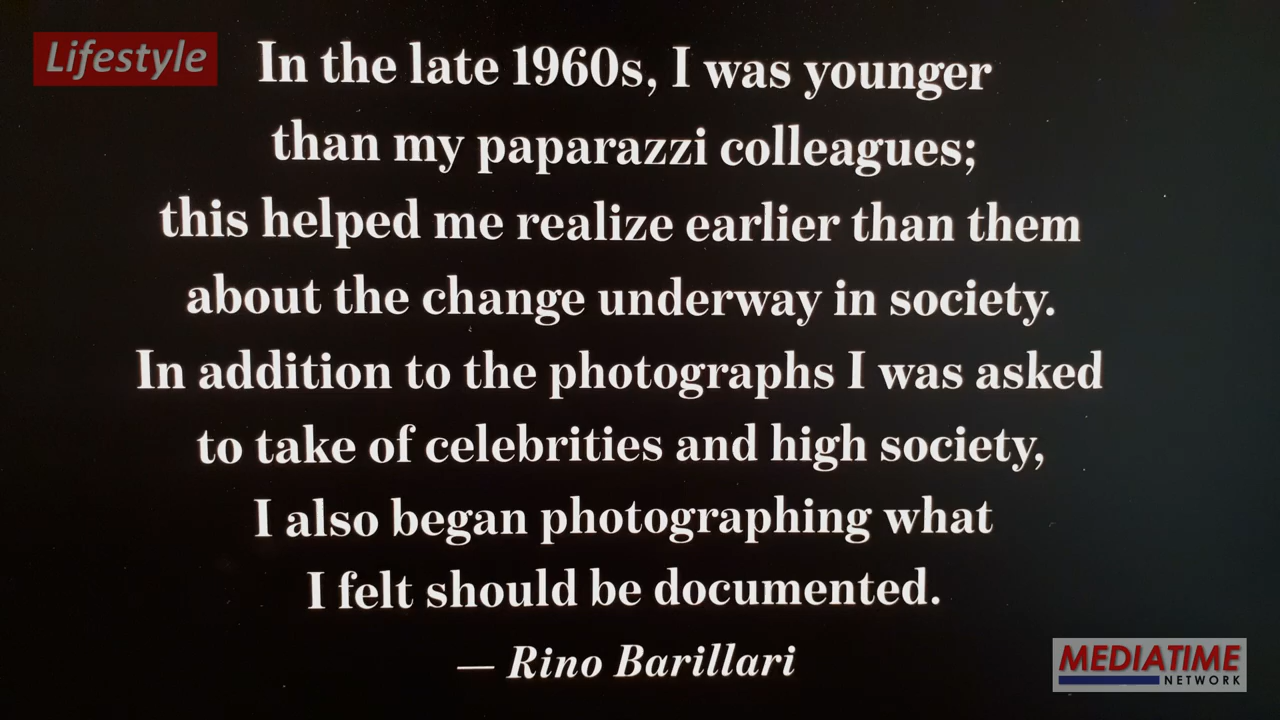 Lifestyle
In the late 1960s, I was younger
than my paparazzi colleagues;
this helped me realize earlier than them
about the change underway in society.
In addition to the photographs I was asked
to take of celebrities and high society,
I also began photographing what
I felt should be documented.
— Rino Barillari
MEDIATIME
NETWORK